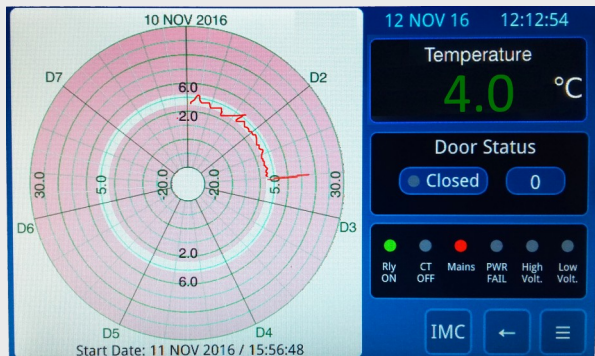 10 NOV 2016
D7
D2
6.0
2.0
30.0
5.0
-20.0
-20.0
5.0
30.0
D6
D3
2.0
6.0
D5
D4
Start Date: 11 NOV 2016 / 15:56:48
12 NOV 16 12:12:54
Temperature
4.0 °C
Door Status
Closed 0
Rly ON
CT OFF
Mains
PWR FAIL
High Volt.
Low Volt.
IMC